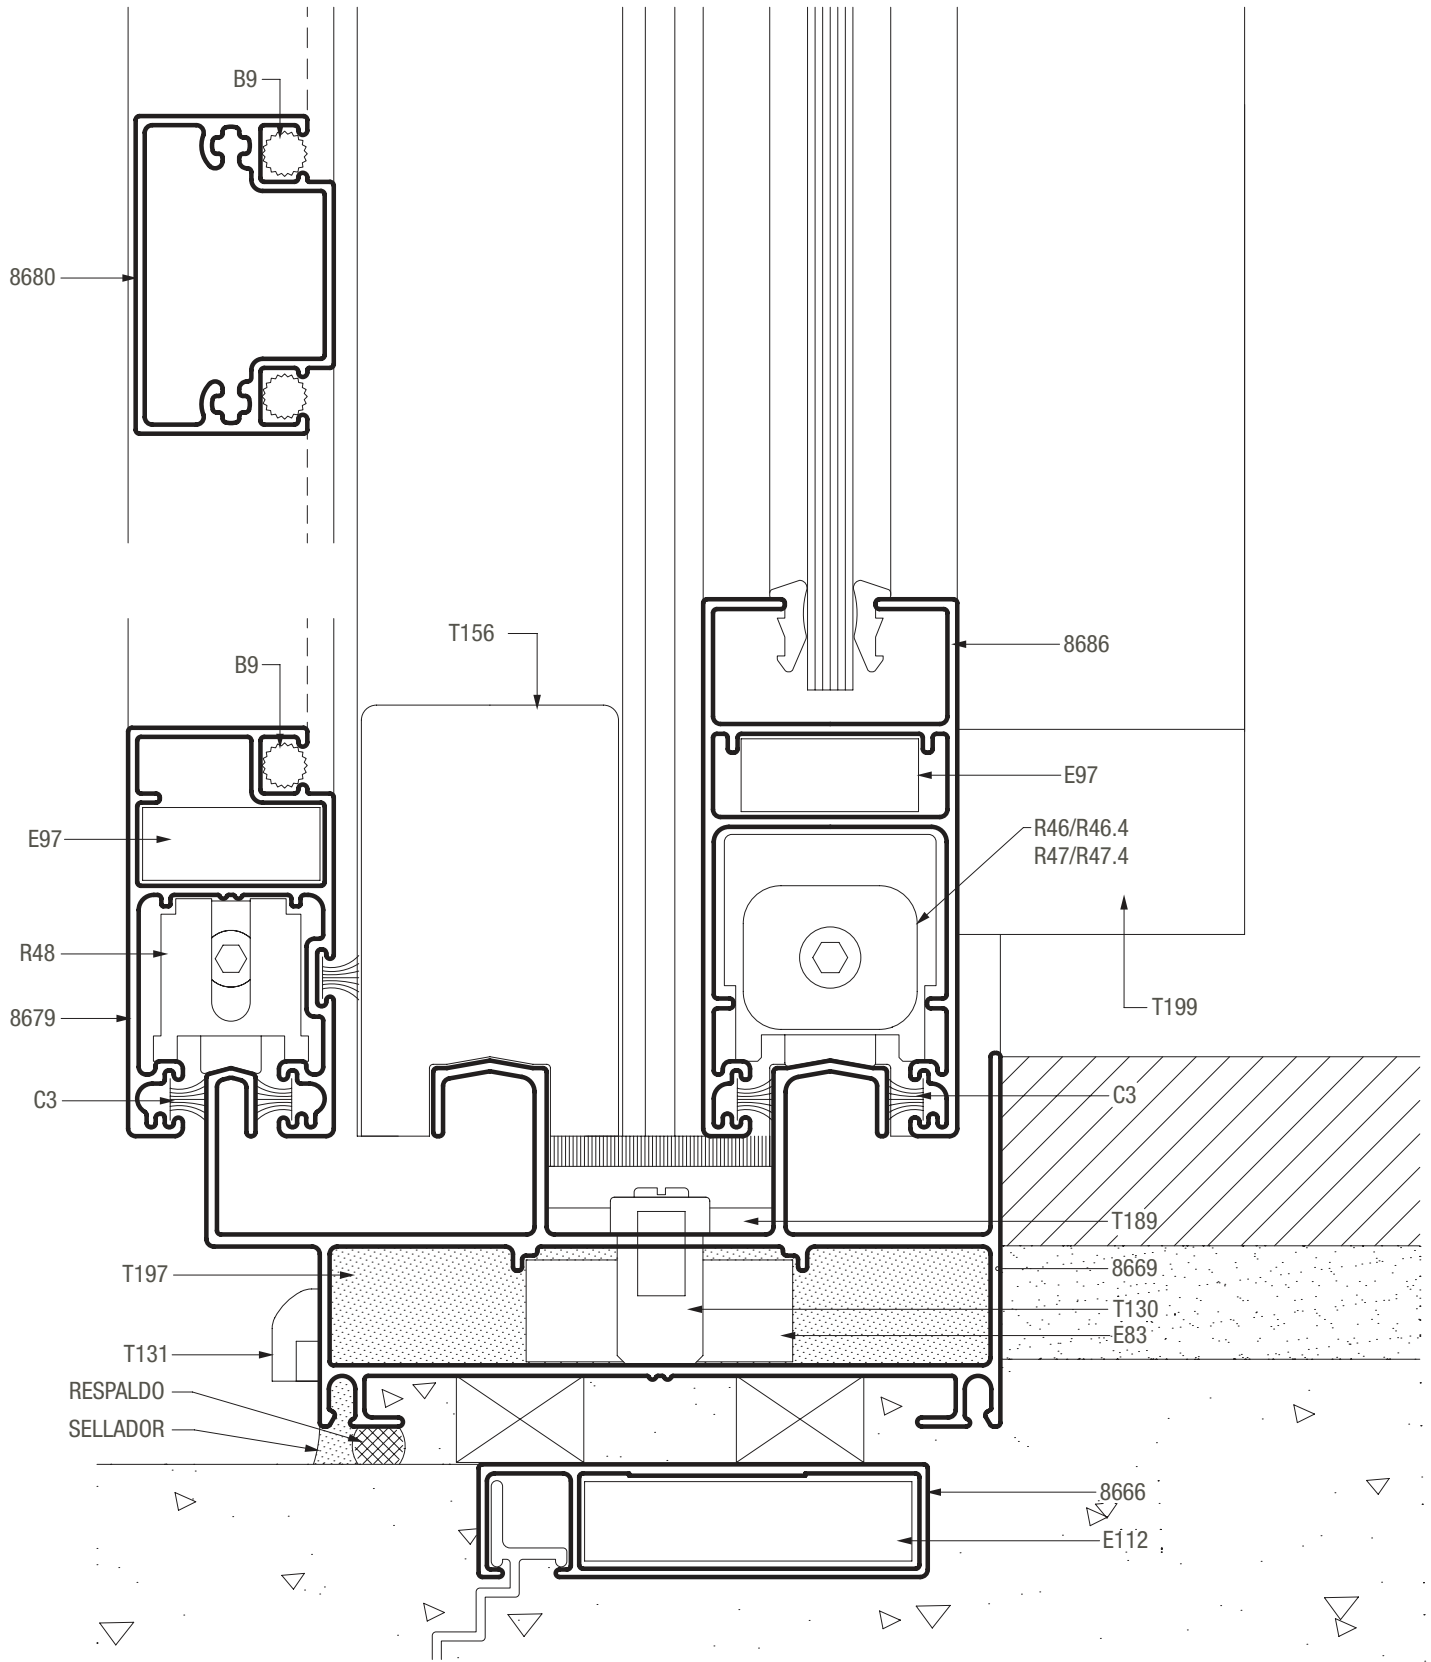 B9
8680
T156
8686
B9
E97
R46/R46.4
R47/R47.4
E97
R48
T199
8679
C3
C3
T189
T197
8669
T130
E83
T131
RESPALDO
SELLADOR
8666
E112